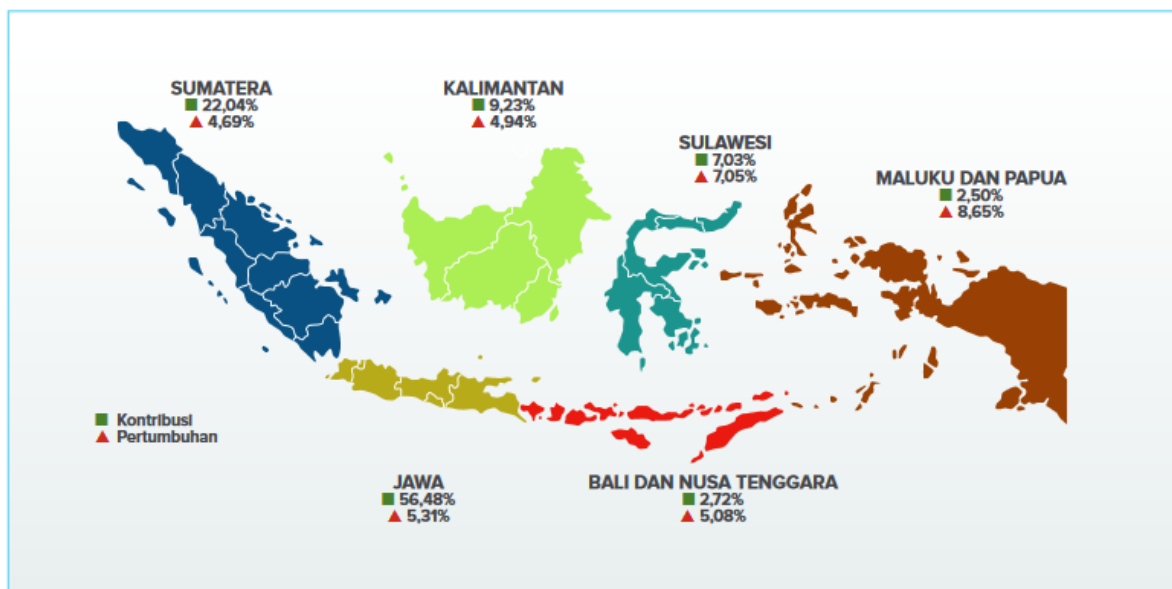 SUMATERA
22,04%
4,69%
KALIMANTAN
9,23%
4,94%
SULAWESI
7,03%
7,05%
MALUKU DAN PAPUA
2,50%
8,65%
Kontribusi
Pertumbuhan
JAWA
56,48%
5,31%
BALI DAN NUSA TENGGARA
2,72%
5,08%